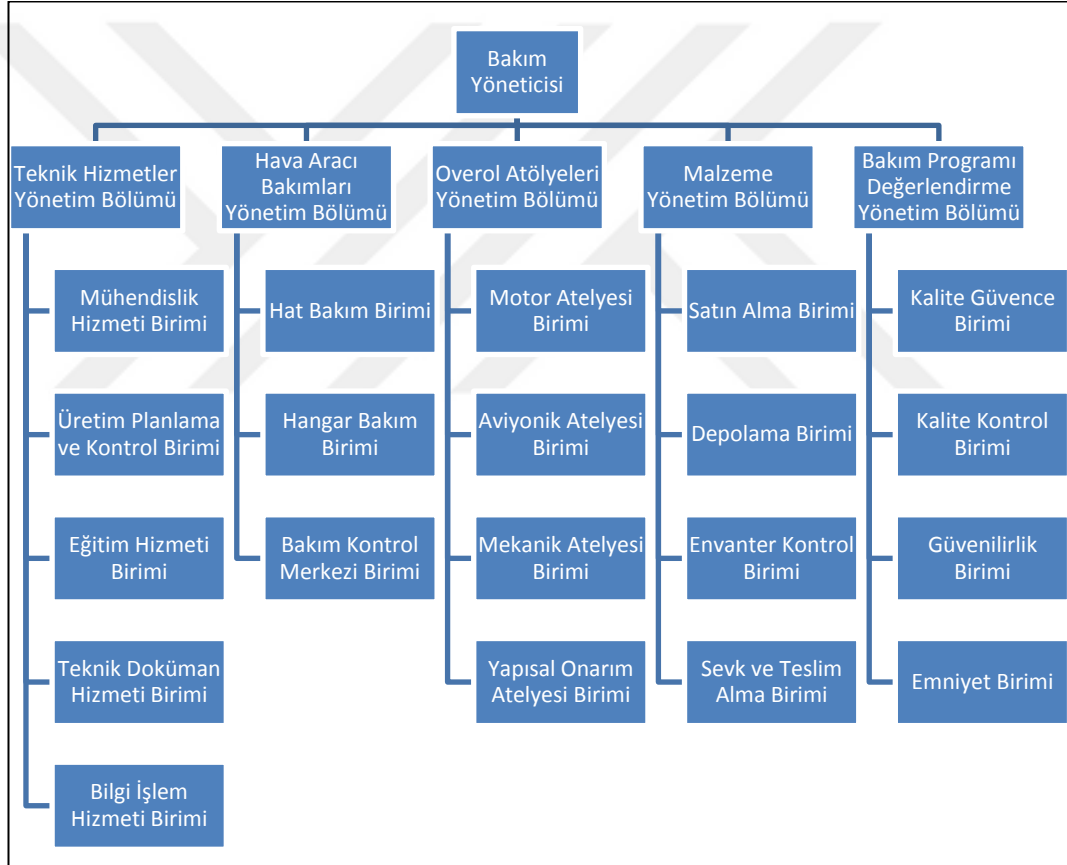 Bakım
Yöneticisi
Teknik Hizmetler
Yönetim Bölümü
Hava Aracı
Bakımları
Yönetim Bölümü
Overol Atölyeleri
Yönetim Bölümü
Malzeme
Yönetim Bölümü
Bakım Programı
Değerlendirme
Yönetim Bölümü
Mühendislik
Hizmeti Birimi
Üretim Planlama
ve Kontrol Birimi
Eğitim Hizmeti
Birimi
Teknik Doküman
Hizmeti Birimi
Bilgi İşlem
Hizmeti Birimi
Hat Bakım Birimi
Hangar Bakım
Birimi
Bakım Kontrol
Merkezi Birimi
Motor Atelyesi
Birimi
Aviyonik Atelyesi
Birimi
Mekanik Atelyesi
Birimi
Yapısal Onarım
Atelyesi Birimi
Satın Alma Birimi
Depolama Birimi
Envanter Kontrol
Birimi
Sevk ve Teslim
Alma Birimi
Kalite Güvence
Birimi
Kalite Kontrol
Birimi
Güvenilirlik
Birimi
Emniyet Birimi